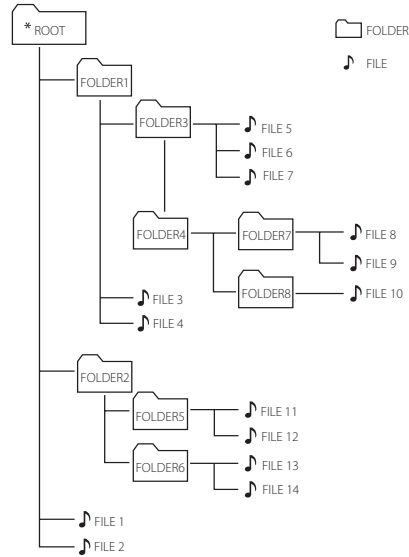 * ROOT
FOLDER
FILE
FOLDER1
FOLDER3
FILE 5
FILE 6
FILE 7
FOLDER4
FOLDER7
FILE 8
FILE 9
FOLDER8
FILE 10
FILE 3
FILE 4
FOLDER2
FOLDER5
FILE 11
FILE 12
FOLDER6
FILE 13
FILE 14
FILE 1
FILE 2